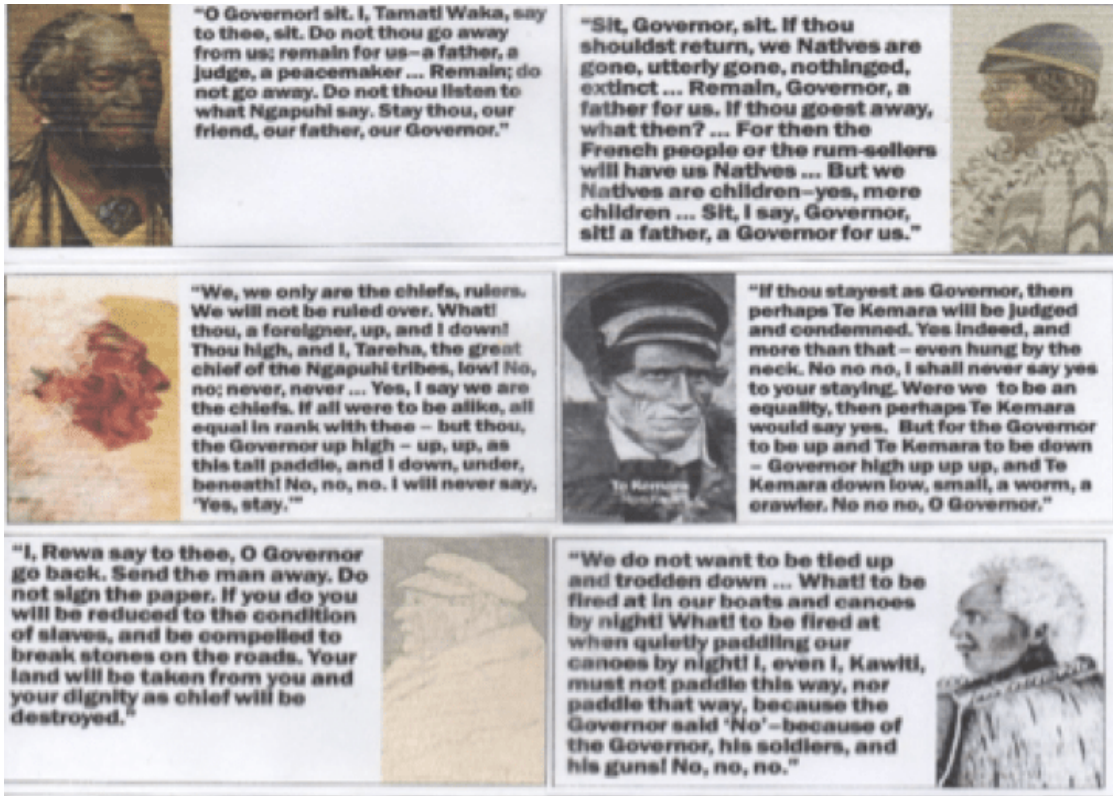 "O Governor! sit. I, Tamati Waka, say
to thee, sit. Do not thou go away
from us; remain for us—a father, a
judge, a peacemaker ... Remain; do
not go away. Do not thou listen to
what Ngapuhi say. Stay thou, our
friend, our father, our Governor."
"Sit, Governor, sit. If thou
shouldst return, we Natives are
gone, utterly gone, nothinged,
extinct ... Remain, Governor, a
father for us. If thou goest away,
what then? ... For then the
French people or the rum-sellers
will have us Natives ... But we
Natives are children—yes, mere
children ... Sit, I say, Governor,
sit! a father, a Governor for us."
"We, we only are the chiefs, rulers.
We will not be ruled over. What!
thou, a foreigner, up, and I down!
Thou high, and I, Tareha, the great
chief of the Ngapuhi tribes, low! No,
no; never, never ... Yes, I say we are
the chiefs. If all were to be alike, all
equal in rank with thee – but thou,
the Governor up high – up, up, as
this tall paddle, and I down, under,
beneath! No, no, no. I will never say,
'Yes, stay.'"
Te Kemara
"If thou stayest as Governor, then
perhaps Te Kemara will be judged
and condemned. Yes indeed, and
more than that – even hung by the
neck. No no no, I shall never say yes
to your staying. Were we to be an
equality, then perhaps Te Kemara
would say yes. But for the Governor
to be up and Te Kemara to be down
– Governor high up up up, and Te
Kemara down low, small, a worm, a
crawler. No no no, O Governor."
"I, Rewa say to thee, O Governor
go back. Send the man away. Do
not sign the paper. If you do you
will be reduced to the condition
of slaves, and be compelled to
break stones on the roads. Your
land will be taken from you and
your dignity as chief will be
destroyed."
"We do not want to be tied up
and trodden down ... What! to be
fired at in our boats and canoes
by night! What! to be fired at
when quietly paddling our
canoes by night! I, even I, Kawiti,
must not paddle this way, nor
paddle that way, because the
Governor said 'No'—because of
the Governor, his soldiers, and
his guns! No, no, no."